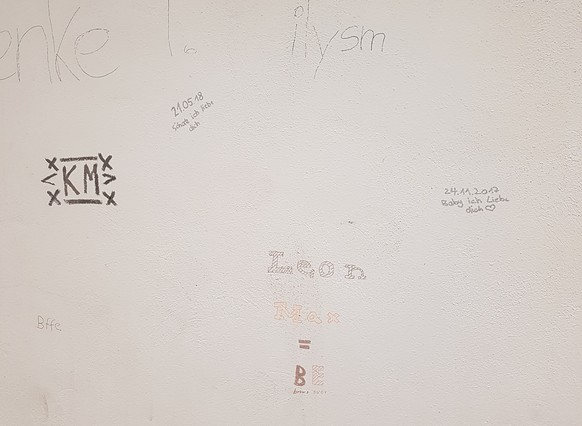 enke
I.
ilysm
21.05.18
Schatz ich liebe
dich
<KM>
24.11.2017
Baby ich Liebe
dich ♡
Leon
Max
=
BE
Bffe